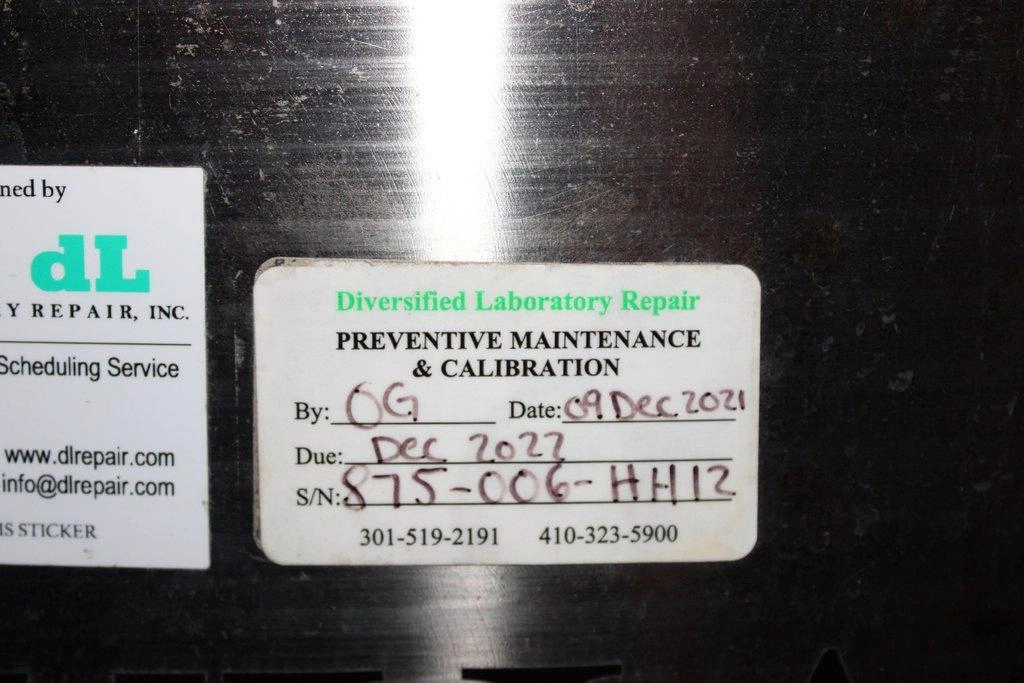 ned by
dL
Y REPAIR, INC.
Scheduling Service
www.dlrepair.com
info@dlrepair.com
IS STICKER
Diversified Laboratory Repair
PREVENTIVE MAINTENANCE
& CALIBRATION
By: OG Date: 09 Dec 2021
Due: Dec 2022
S/N: 875-006-HH12
301-519-2191 410-323-5900